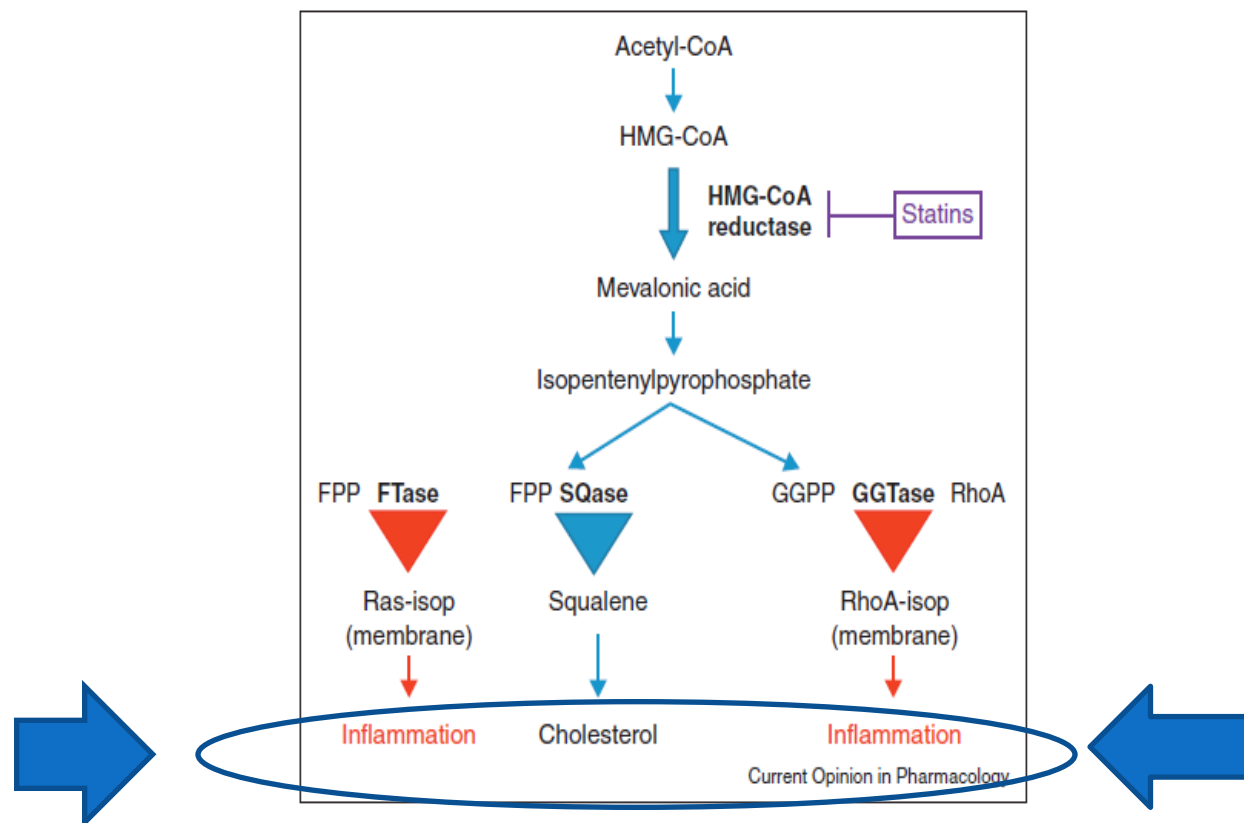 Acetyl-CoA
HMG-CoA
HMG-CoA
reductase
Statins
Mevalonic acid
Isopentenylpyrophosphate
FPP FTase
FPP SQase
GGPP GGTase RhoA
Ras-isop
(membrane)
Squalene
RhoA-isop
(membrane)
Inflammation
Cholesterol
Inflammation
Current Opinion in Pharmacology